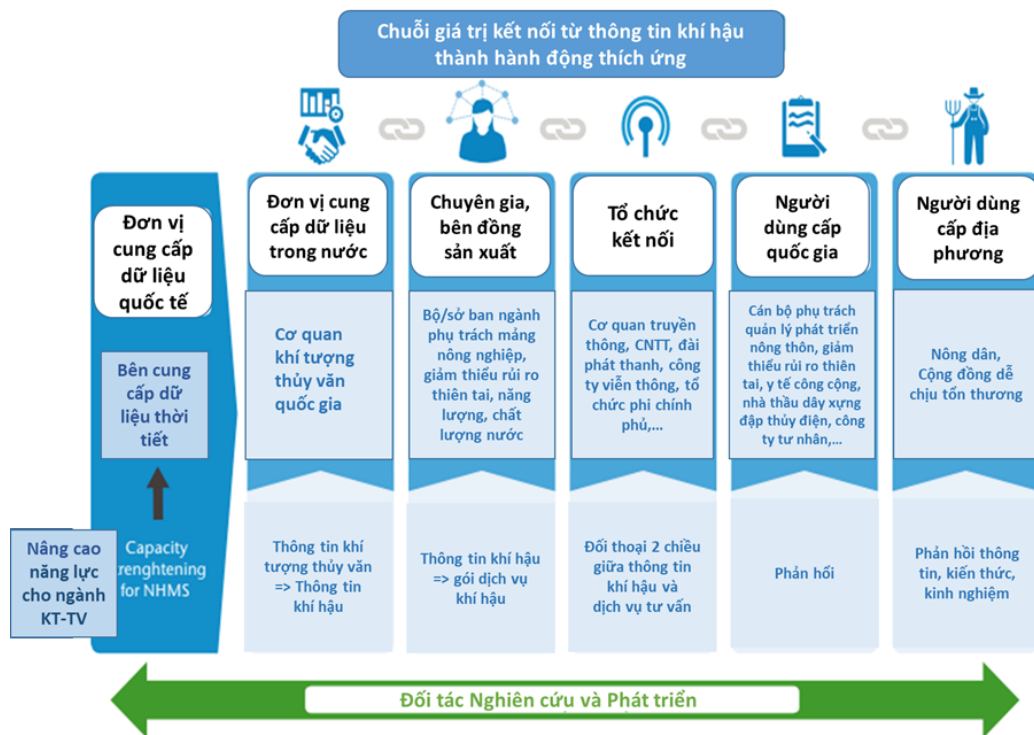 Chuỗi giá trị kết nối từ thông tin khí hậu
thành hành động thích ứng
Đơn vị
cung cấp
dữ liệu
quốc tế
Bên cung cấp
dữ liệu thời
tiết
Nâng cao
năng lực
cho ngành
KT-TV
Capacity
trenghtening
for NHMS
Đơn vị cung
cấp dữ liệu
trong nước
Cơ quan
khí tượng
thủy văn
quốc gia
Thông tin khí
tượng thủy văn
=> Thông tin
khí hậu
Chuyên gia,
bên đồng
sản xuất
Bộ/sở ban ngành
phụ trách mảng
nông nghiệp,
giảm thiểu rủi ro
thiên tai, năng
lượng, chất
lượng nước
Thông tin khí hậu
=> gói dịch vụ
khí hậu
Tổ chức
kết nối
Cơ quan truyền
thông, CNTT, đài
phát thanh, công
ty viễn thông, tổ
chức phi chính
phủ,...
Đối thoại 2 chiều
giữa thông tin
khí hậu và
dịch vụ tư vấn
Người
dùng cấp
quốc gia
Cán bộ phụ trách
quản lý phát triển
nông thôn, giảm
thiểu rủi ro thiên
tai, y tế công cộng,
nhà thầu dây xựng
đập thủy điện, công
ty tư nhân,...
Phản hồi
Người dùng
cấp địa
phương
Nông dân,
Cộng đồng dễ
chịu tổn thương
Phản hồi thông
tin, kiến thức,
kinh nghiệm
Đối tác Nghiên cứu và Phát triển